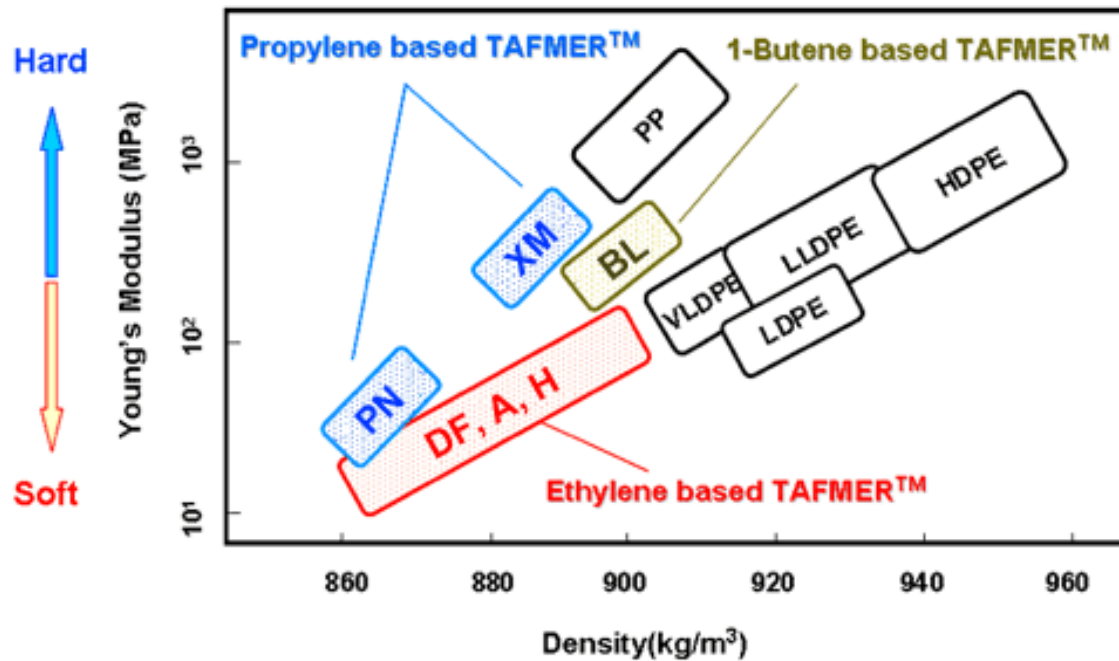 Hard
Soft
Young's Modulus (MPa)
10³
10²
10¹
Propylene based TAFMER™
1-Butene based TAFMER™
PP
HDPE
XM
BL
LLDPE
VLDPE
LDPE
PN
DF, A, H
Ethylene based TAFMER™
860 880 900 920 940 960
Density(kg/m³)